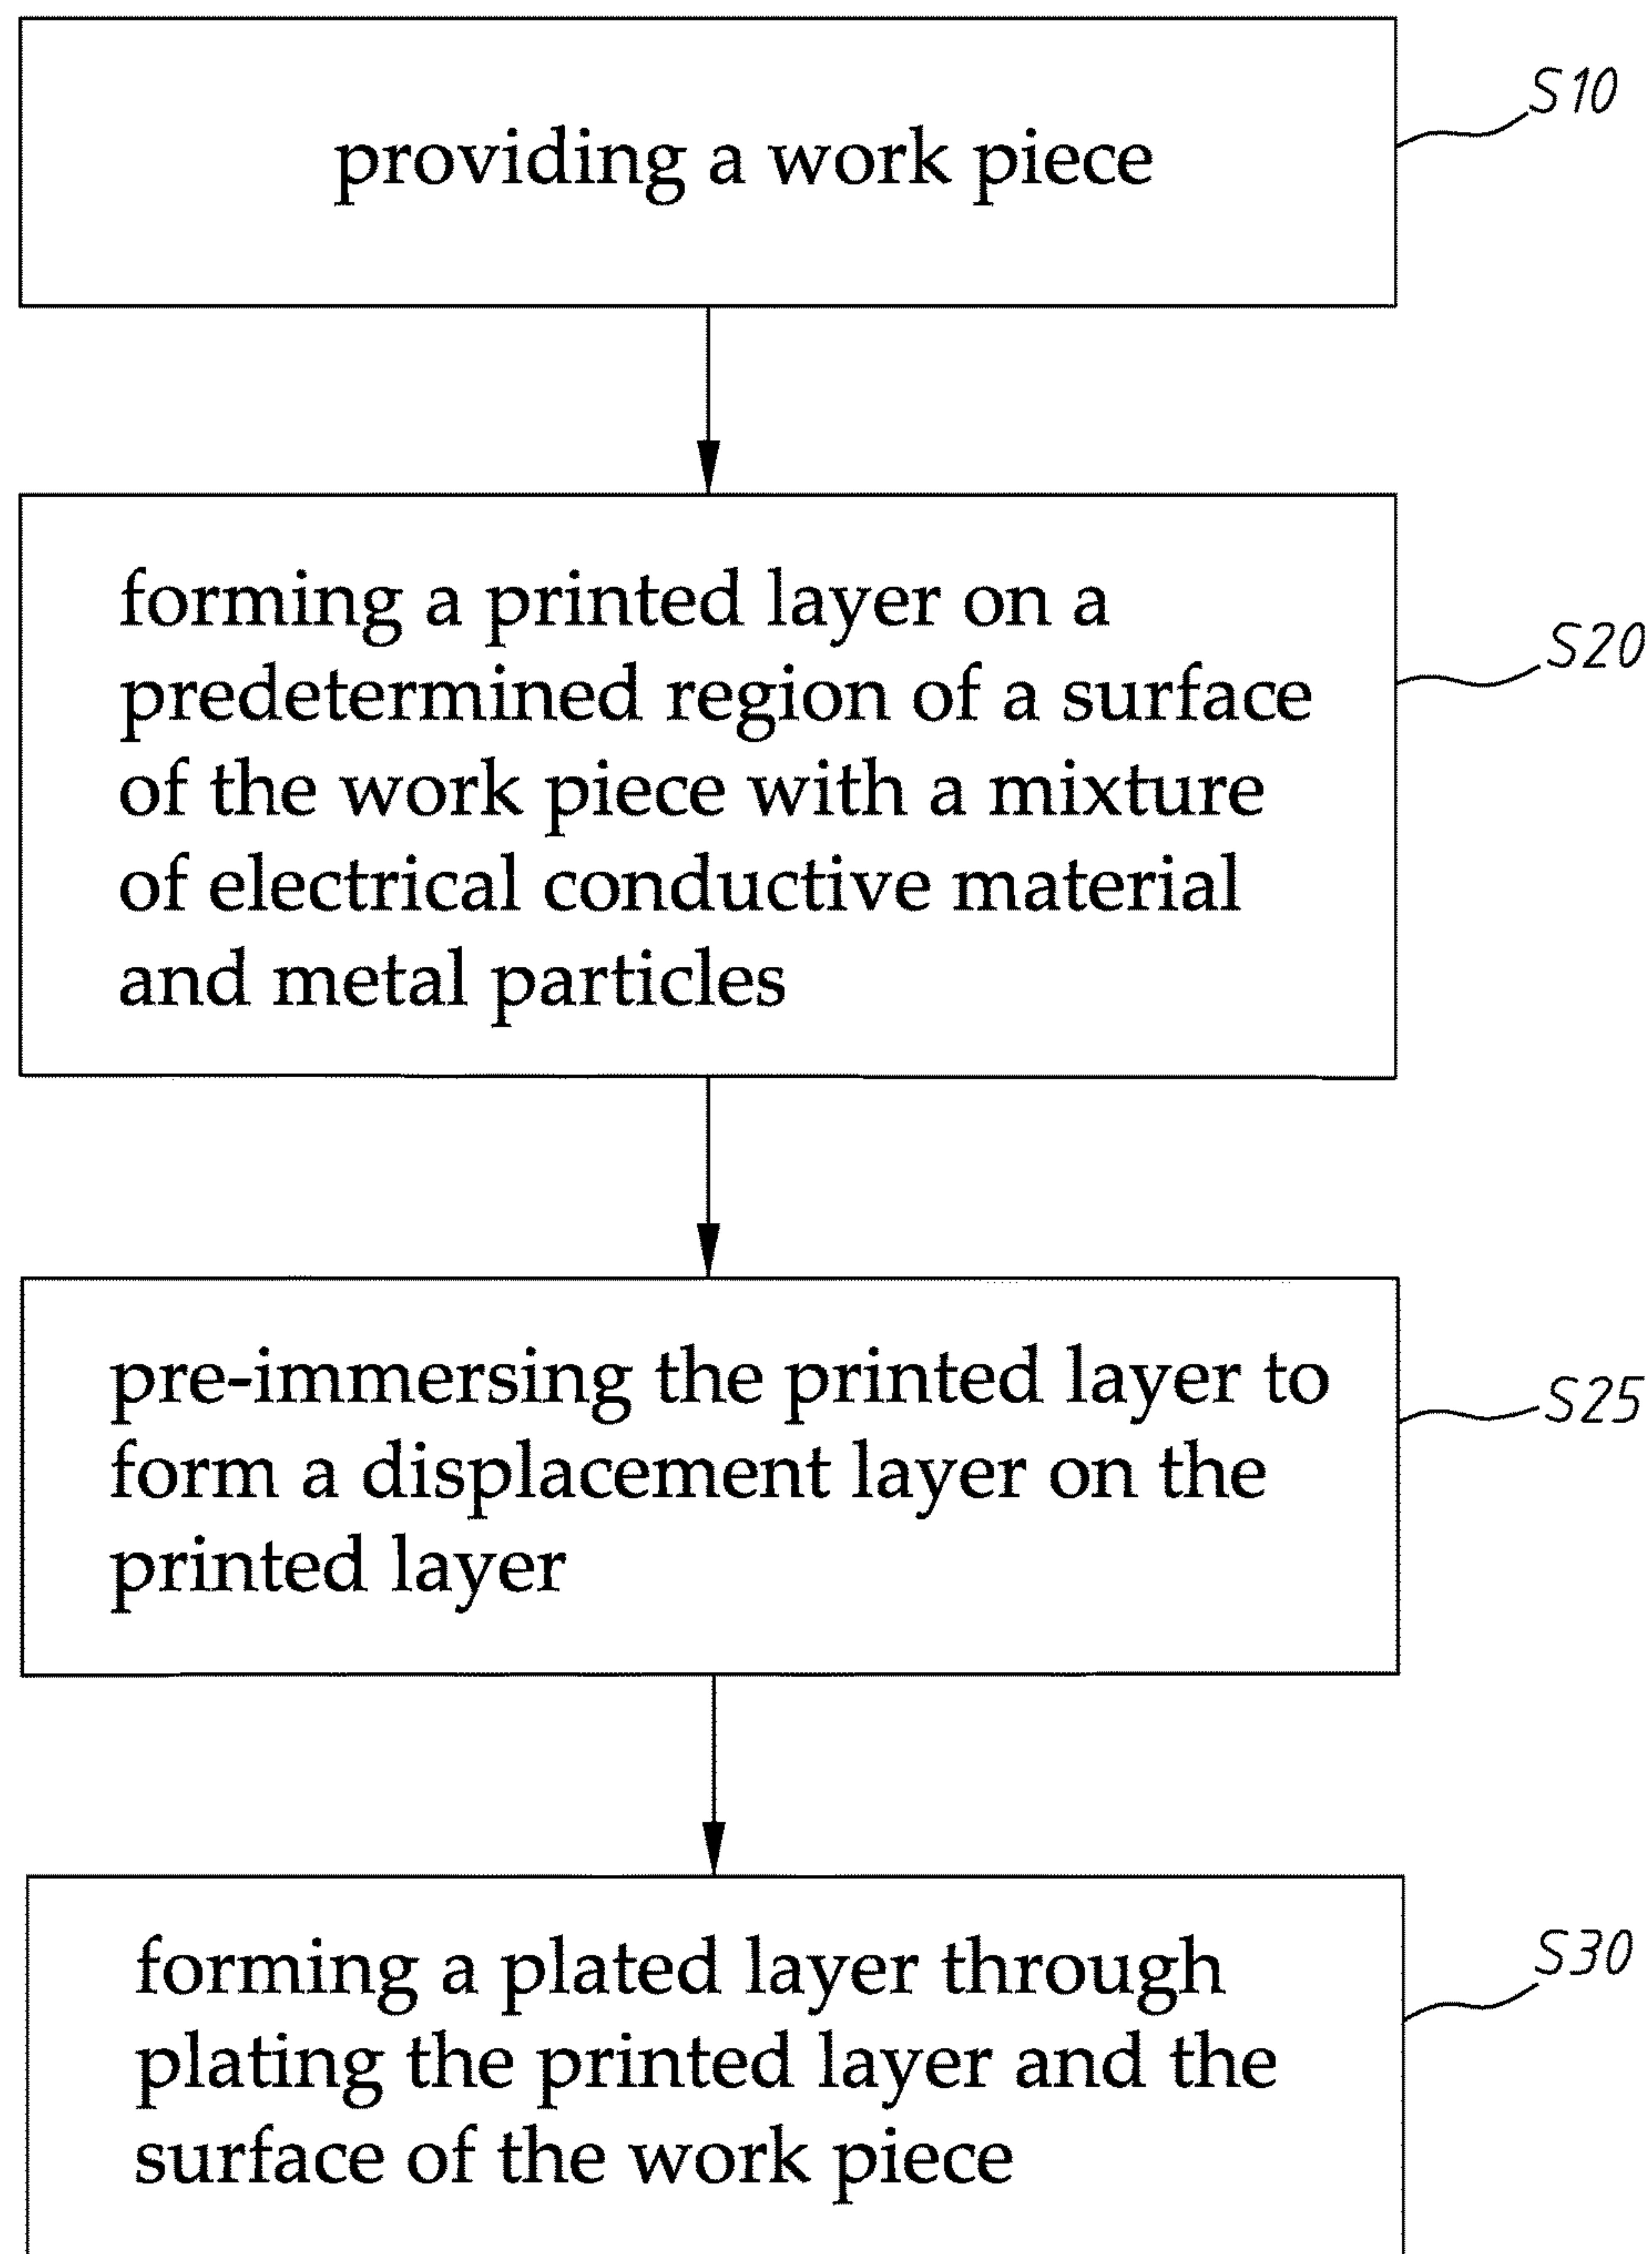 S10
providing a work piece
S20
forming a printed layer on a
predetermined region of a surface
of the work piece with a mixture
of electrical conductive material
and metal particles
S25
pre-immersing the printed layer to
form a displacement layer on the
printed layer
S30
forming a plated layer through
plating the printed layer and the
surface of the work piece